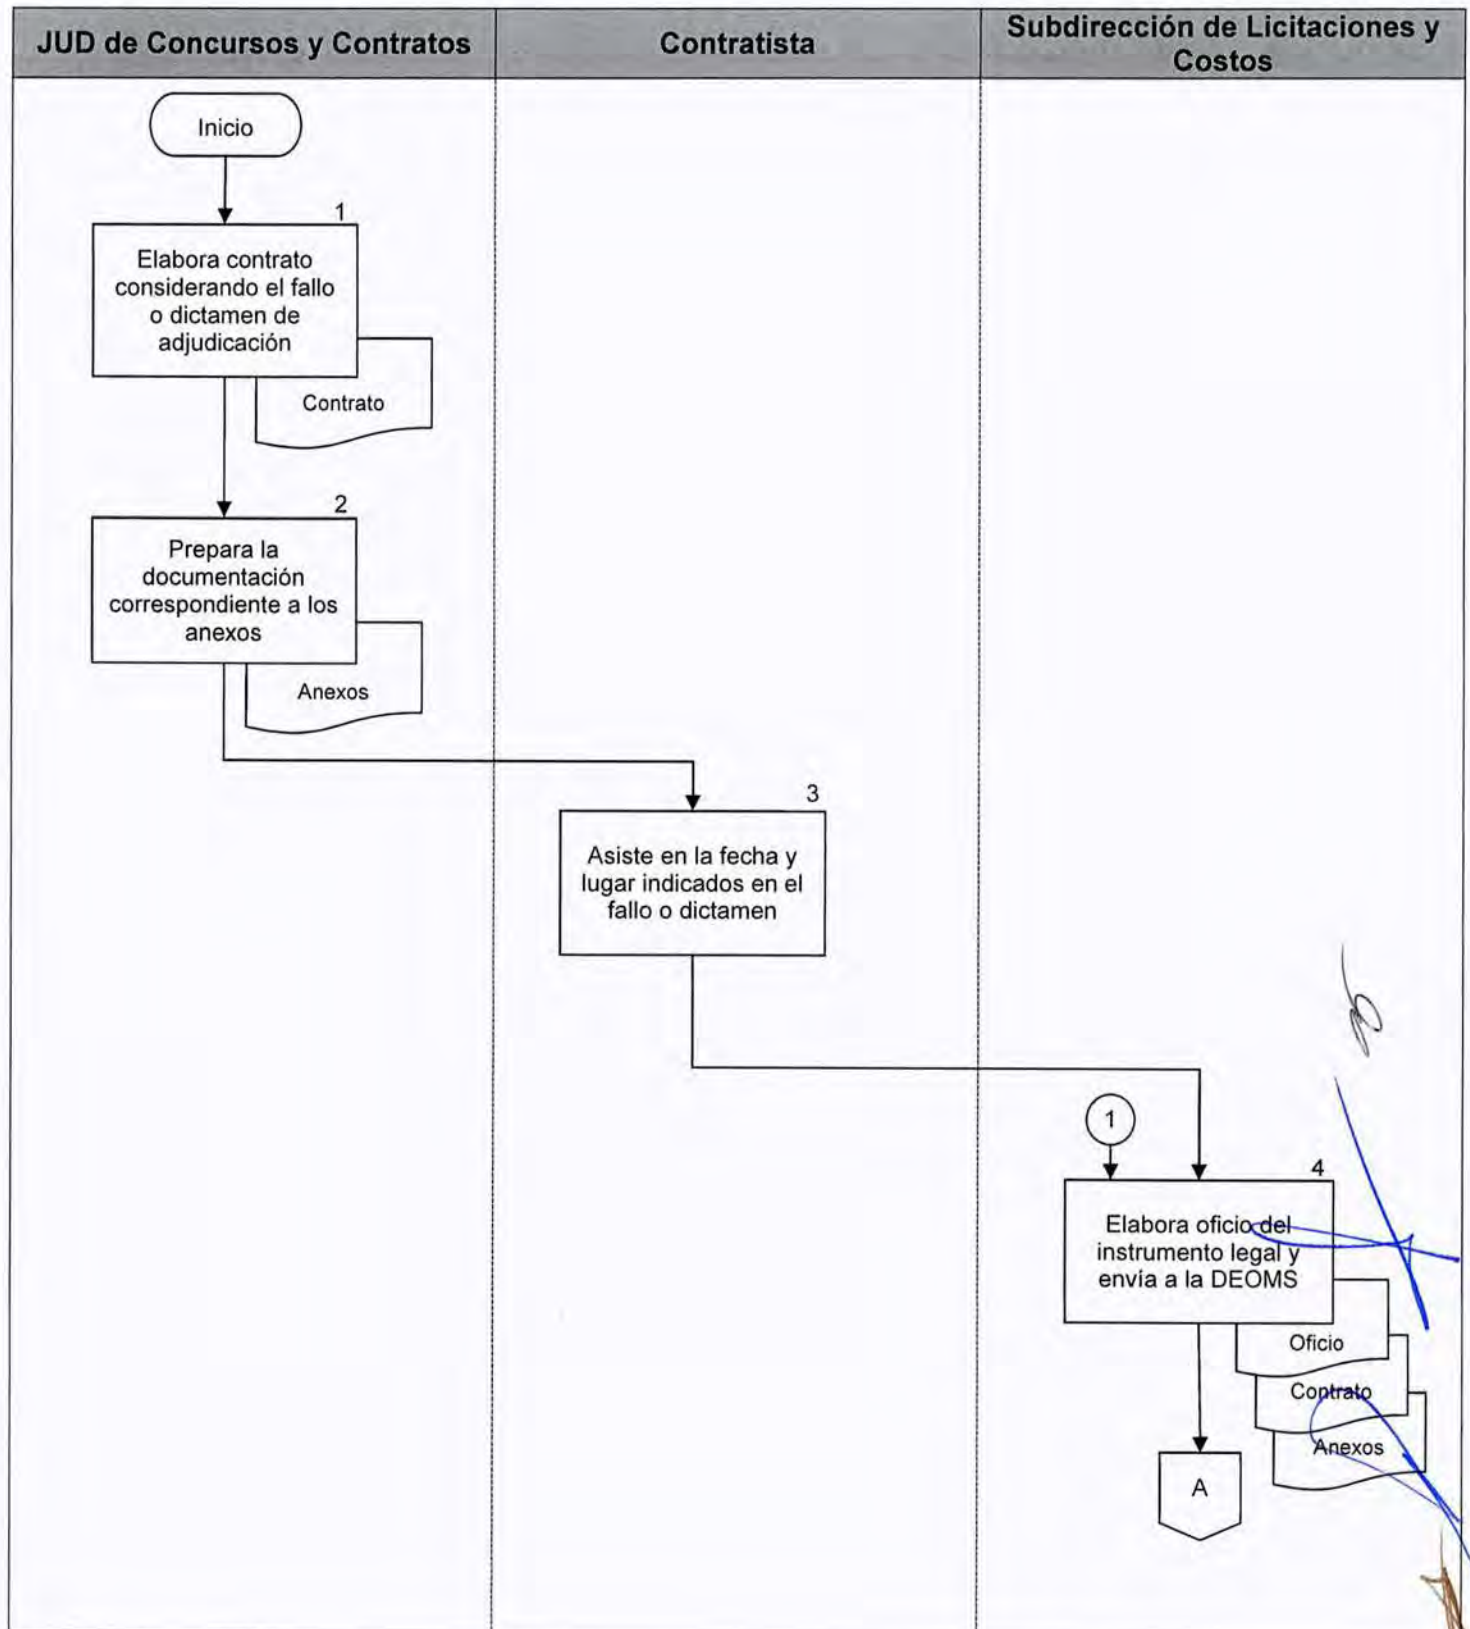 JUD de Concursos y Contratos
Contratista
Subdirección de Licitaciones y
Costos
Inicio
1
Elabora contrato
considerando el fallo
o dictamen de
adjudicación
Contrato
2
Prepara la
documentación
correspondiente a los
anexos
Anexos
3
Asiste en la fecha y
lugar indicados en el
fallo o dictamen
1
4
Elabora oficio del
instrumento legal y
envía a la DEOMS
Oficio
Contrato
Anexos
A